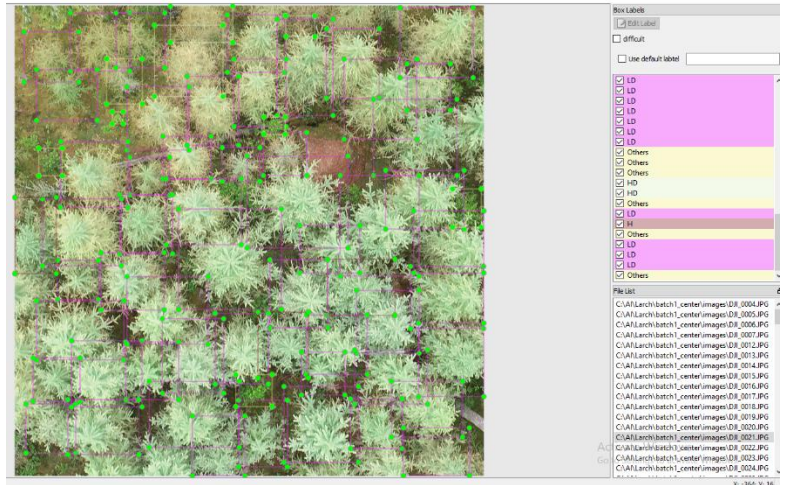 Box Labels
Edit Label
difficult
Use default labtel
LD
LD
LD
LD
LD
LD
LD
Others
Others
Others
HD
HD
Others
LD
H
Others
LD
LD
LD
Others
File List
C:\AI\Larch\batch1_center\images\DJI_0004.JPG
C:\AI\Larch\batch1_center\images\DJI_0005.JPG
C:\AI\Larch\batch1_center\images\DJI_0006.JPG
C:\AI\Larch\batch1_center\images\DJI_0007.JPG
C:\AI\Larch\batch1_center\images\DJI_0012.JPG
C:\AI\Larch\batch1_center\images\DJI_0013.JPG
C:\AI\Larch\batch1_center\images\DJI_0014.JPG
C:\AI\Larch\batch1_center\images\DJI_0015.JPG
C:\AI\Larch\batch1_center\images\DJI_0016.JPG
C:\AI\Larch\batch1_center\images\DJI_0017.JPG
C:\AI\Larch\batch1_center\images\DJI_0018.JPG
C:\AI\Larch\batch1_center\images\DJI_0019.JPG
C:\AI\Larch\batch1_center\images\DJI_0020.JPG
C:\AI\Larch\batch1_center\images\DJI_0021.JPG
C:\AI\Larch\batch1_center\images\DJI_0022.JPG
C:\AI\Larch\batch1_center\images\DJI_0023.JPG
C:\AI\Larch\batch1_center\images\DJI_0024.JPG